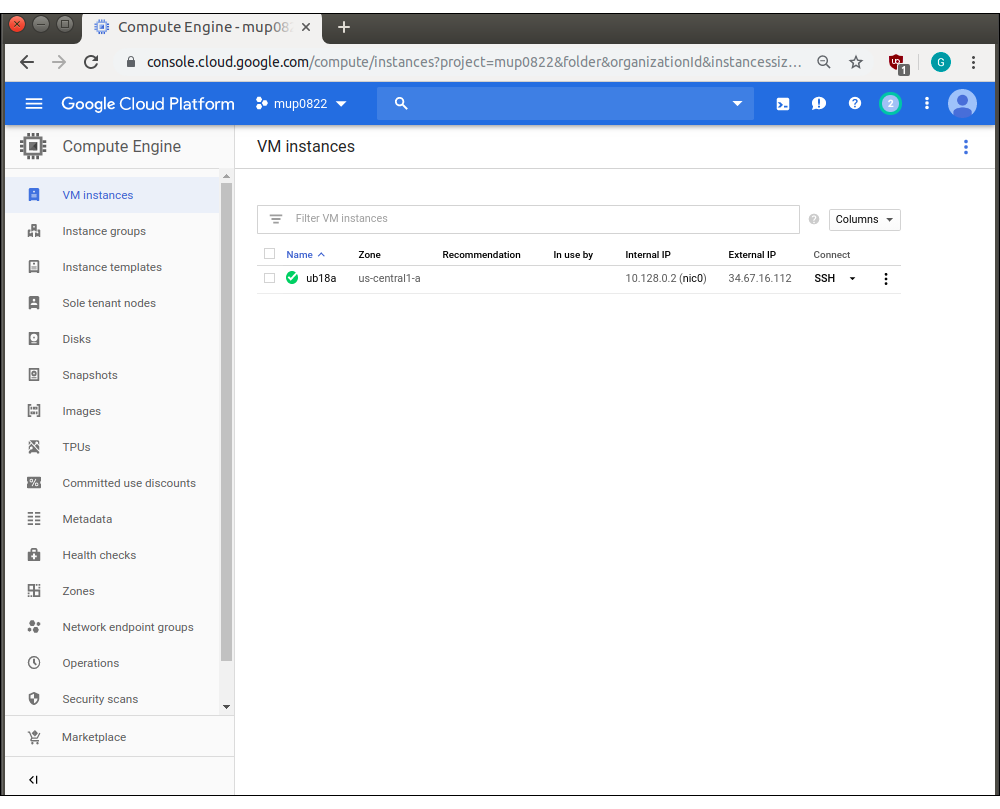 Compute Engine - mup082
console.cloud.google.com/compute/instances?project=mup0822&folder&organizationId&instancessiz...
1
G
Google Cloud Platform
mup0822
2
Compute Engine
VM instances
VM instances
Instance groups
Instance templates
Sole tenant nodes
Disks
Snapshots
Images
TPUs
Committed use discounts
Metadata
Health checks
Zones
Network endpoint groups
Operations
Security scans
Marketplace
Filter VM instances
Columns
Name Zone Recommendation In use by Internal IP External IP Connect
ub18a us-central1-a 10.128.0.2 (nic0) 34.67.16.112 SSH